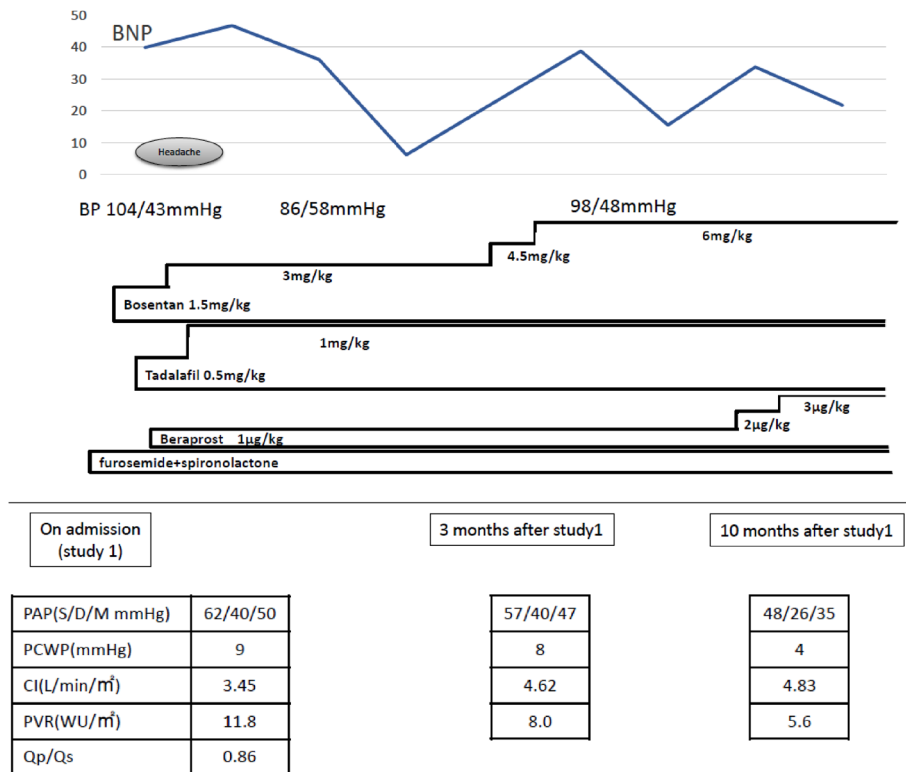 50
BNP
40
30
20
10
Headache
0
BP 104/43mmHg 86/58mmHg 98/48mmHg
6mg/kg
4.5mg/kg
3mg/kg
Bosentan 1.5mg/kg
1mg/kg
Tadalafil 0.5mg/kg
3μg/kg
2μg/kg
Beraprost 1μg/kg
furosemide+spironolactone
On admission
(study 1)
3 months after study1
10 months after study1
PAP(S/D/M mmHg) 62/40/50 57/40/47 48/26/35
PCWP(mmHg) 9 8 4
CI(L/min/㎡) 3.45 4.62 4.83
PVR(WU/㎡) 11.8 8.0 5.6
Qp/Qs 0.86